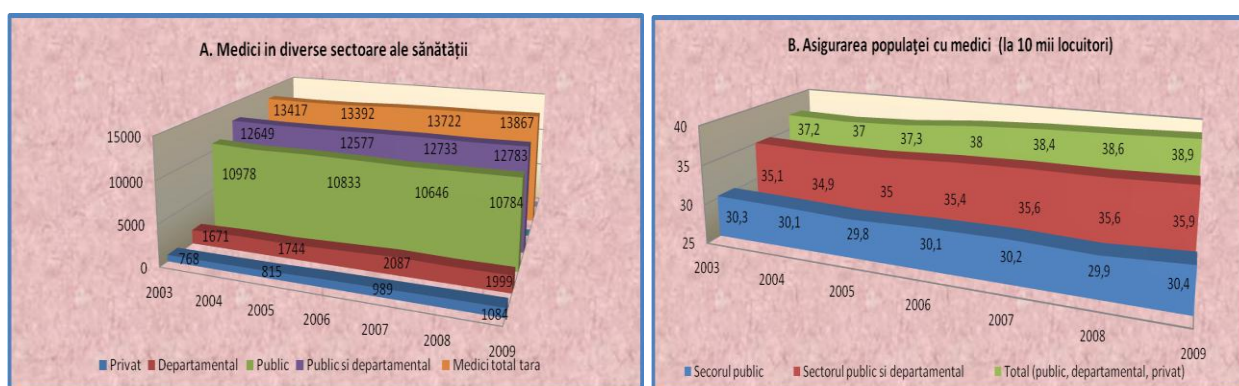 A. Medici in diverse sectoare ale sănătății
13417 13392 13722 13867
12649 12577 12733 12783
10978 10833 10646 10784
1671 1744 2087 1999
768 815 989 1084
15000
10000
5000
0
2003 2004 2005 2006 2007 2008 2009
Privat Departamental Public Public si departamental Medici total tara
B. Asigurarea populaței cu medici (la 10 mii locuitori)
37,2 37 37,3 38 38,4 38,6 38,9
35,1 34,9 35 35,4 35,6 35,6 35,9
30,3 30,1 29,8 30,1 30,2 29,9 30,4
40
35
30
25
2003 2004 2005 2006 2007 2008 2009
Secorul public Sectorul public si departamental Total (public, departamental, privat)